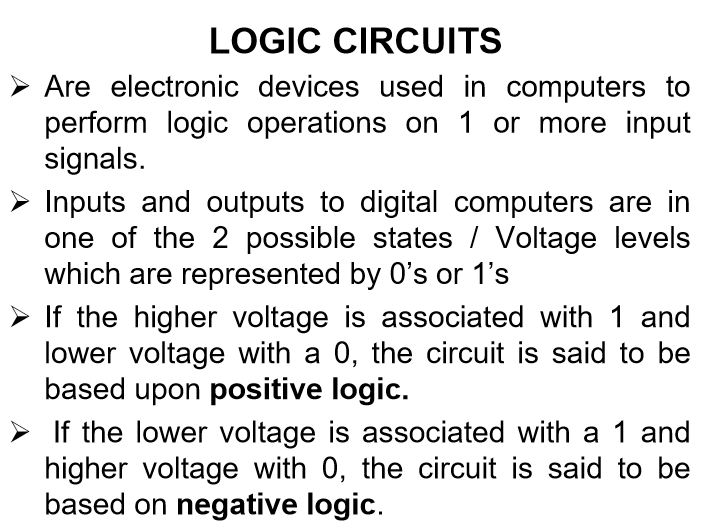 LOGIC CIRCUITS
➢ Are electronic devices used in computers to
perform logic operations on 1 or more input
signals.
➢ Inputs and outputs to digital computers are in
one of the 2 possible states / Voltage levels
which are represented by 0’s or 1’s
➢ If the higher voltage is associated with 1 and
lower voltage with a 0, the circuit is said to be
based upon positive logic.
➢ If the lower voltage is associated with a 1 and
higher voltage with 0, the circuit is said to be
based on negative logic.